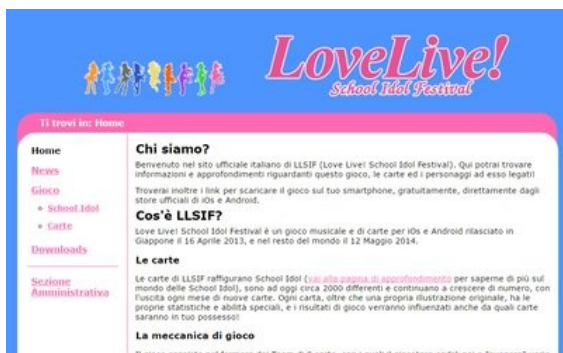 LoveLive!
School Idol Festival
Ti trovi in: Home
Home
News
Gioco
School Idol
Carte
Downloads
Sezione
Amministrativa
Chi siamo?
Benvenuto nel sito ufficiale italiano di LLSIF (Love Live! School Idol Festival). Qui potrai trovare
informazioni e approfondimenti riguardanti questo gioco, le carte ed i personaggi ad esso legati!
Troverai inoltre i link per scaricare il gioco sul tuo smartphone, gratuitamente, direttamente dagli
store ufficiali di iOs e Android.
Cos'è LLSIF?
Love Live! School Idol Festival è un gioco musicale e di carte per iOs e Android rilasciato in
Giappone il 16 Aprile 2013, e nel resto del mondo il 12 Maggio 2014.
Le carte
Le carte di LLSIF raffigurano School Idol (vai alla pagina di approfondimento per saperne di più sul
mondo delle School Idol), sono ad oggi circa 2000 differenti e continuano a crescere di numero, con
l'uscita ogni mese di nuove carte. Ogni carta, oltre che una propria illustrazione originale, ha le
proprie statistiche e abilità speciali, e i risultati di gioco verranno influenzati anche da quali carte
saranno in tuo possesso!
La meccanica di gioco